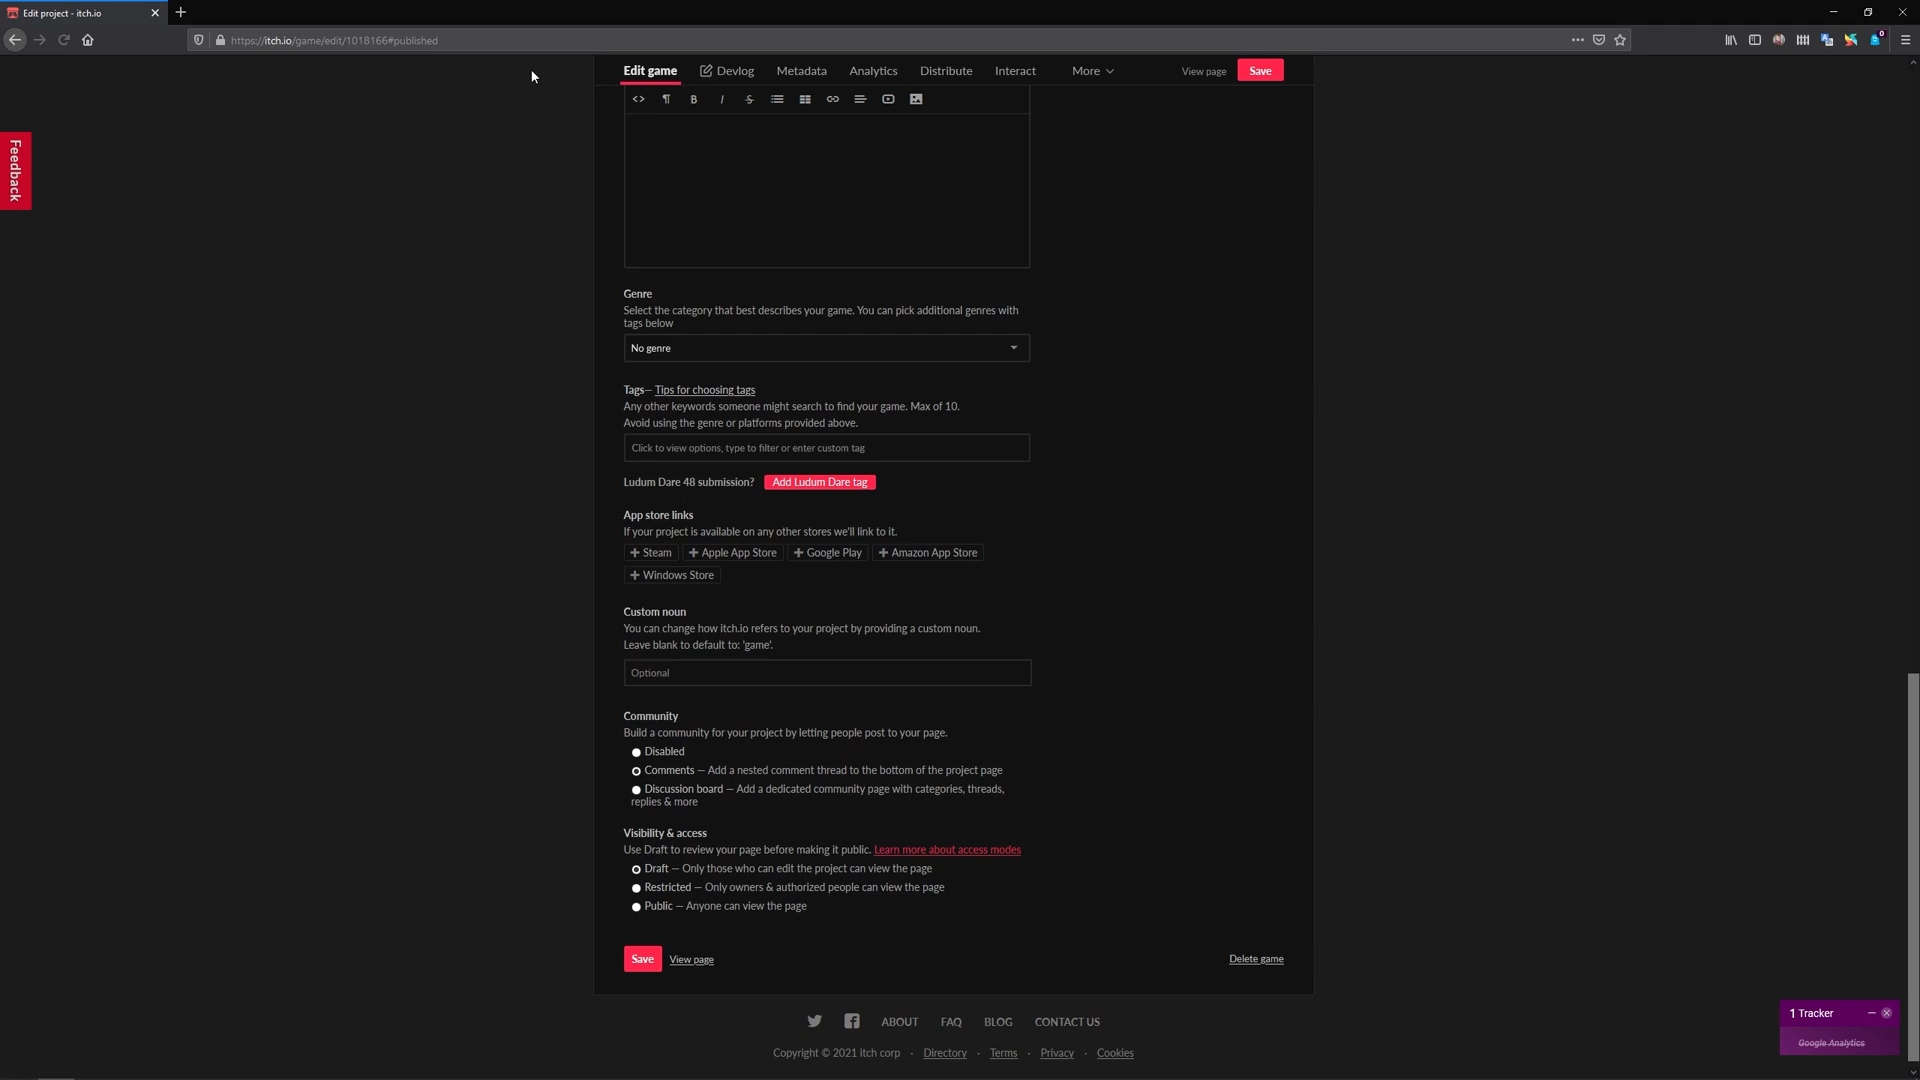 Edit project - itch.io
https://itch.io/game/edit/1018166#published
0
Edit game Devlog Metadata Analytics Distribute Interact More View page Save
Feedback
Genre
Select the category that best describes your game. You can pick additional genres with
tags below
No genre
Tags— Tips for choosing tags
Any other keywords someone might search to find your game. Max of 10.
Avoid using the genre or platforms provided above.
Click to view options, type to filter or enter custom tag
Ludum Dare 48 submission? Add Ludum Dare tag
App store links
If your project is available on any other stores we'll link to it.
Steam Apple App Store Google Play Amazon App Store
Windows Store
Custom noun
You can change how itch.io refers to your project by providing a custom noun.
Leave blank to default to: 'game'.
Optional
Community
Build a community for your project by letting people post to your page.
Disabled
Comments — Add a nested comment thread to the bottom of the project page
Discussion board — Add a dedicated community page with categories, threads,
replies & more
Visibility & access
Use Draft to review your page before making it public. Learn more about access modes
Draft — Only those who can edit the project can view the page
Restricted — Only owners & authorized people can view the page
Public — Anyone can view the page
Save View page Delete game
ABOUT FAQ BLOG CONTACT US
Copyright © 2021 itch corp · Directory · Terms · Privacy · Cookies
1 Tracker
Google Analytics